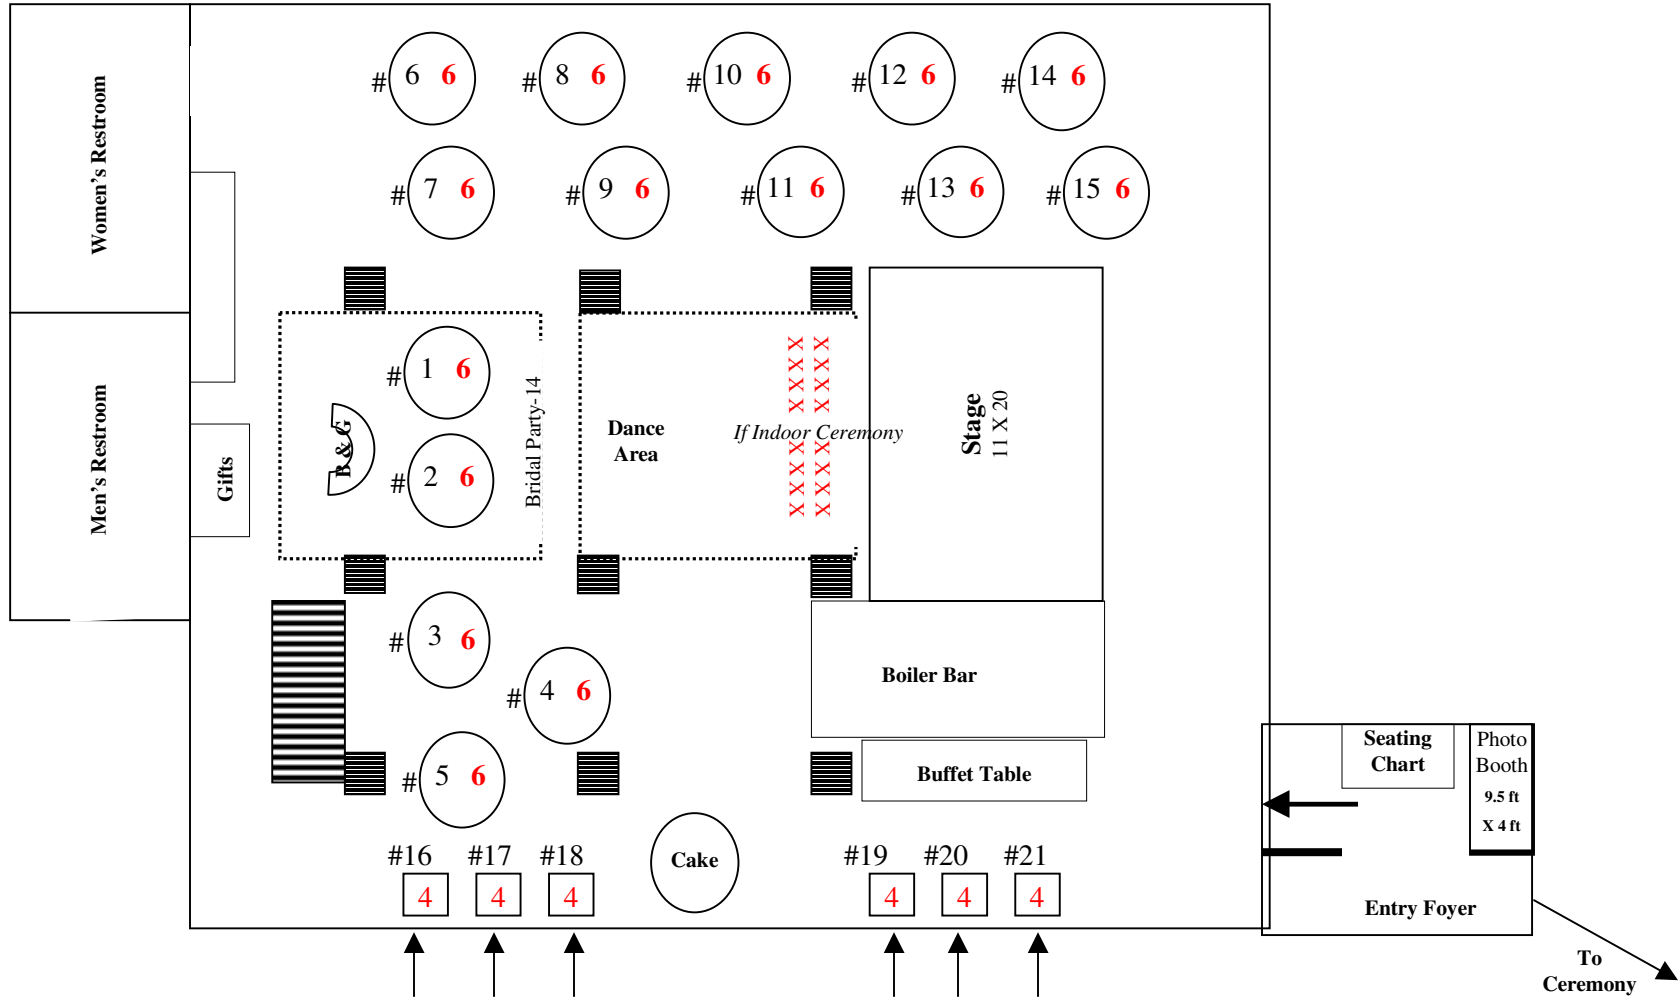 # 6 6
# 8 6
# 10 6
# 12 6
# 14 6
# 7 6
# 9 6
# 11 6
# 13 6
# 15 6
Women's Restroom
Men's Restroom
Gifts
B & G
# 1 6
# 2 6
Bridal Party-14
Dance
Area
X X X X
X X X X
If Indoor Ceremony
X X X X
X X X X
Stage
11 X 20
# 3 6
# 4 6
# 5 6
Boiler Bar
Buffet Table
Seating
Chart
Photo
Booth
9.5 ft
X 4 ft
#16
#17
#18
Cake
#19
#20
#21
4
4
4
4
4
4
Entry Foyer
To
Ceremony